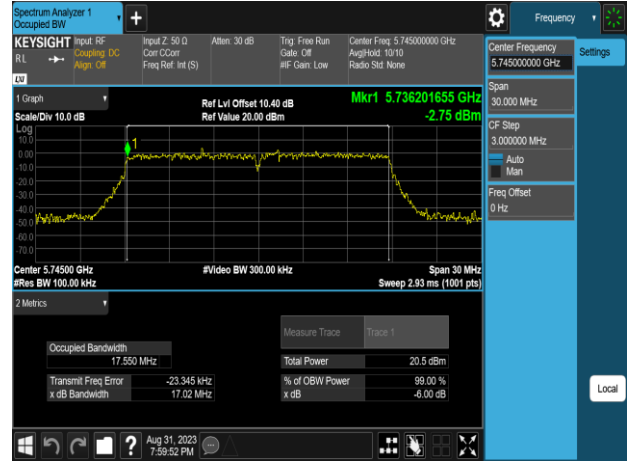 Spectrum Analyzer 1
Occupied BW
+
Frequency
KEYSIGHT
Input: RF
Coupling: DC
Align: Off
Input Z: 50 Ω
Corr CCorr
Freq Ref: Int (S)
Atten: 30 dB
Trig: Free Run
Gate: Off
#IF Gain: Low
Center Freq: 5.745000000 GHz
Avg|Hold: 10/10
Radio Std: None
RL
LXI
Center Frequency
5.745000000 GHz
Settings
Span
30.000 MHz
CF Step
3.000000 MHz
Auto
Man
Freq Offset
0 Hz
1 Graph
Scale/Div 10.0 dB
Ref Lvl Offset 10.40 dB
Ref Value 20.00 dBm
Mkr1 5.736201655 GHz
-2.75 dBm
Log
10.0
0.00
-10.0
-20.0
-30.0
-40.0
-50.0
-60.0
-70.0
1
Center 5.74500 GHz
#Res BW 100.00 kHz
#Video BW 300.00 kHz
Span 30 MHz
Sweep 2.93 ms (1001 pts)
2 Metrics
Measure Trace
Trace 1
Occupied Bandwidth
17.550 MHz
Total Power
20.5 dBm
Transmit Freq Error
-23.345 kHz
% of OBW Power
99.00 %
x dB Bandwidth
17.02 MHz
x dB
-6.00 dB
Local
?
Aug 31, 2023
7:59:52 PM